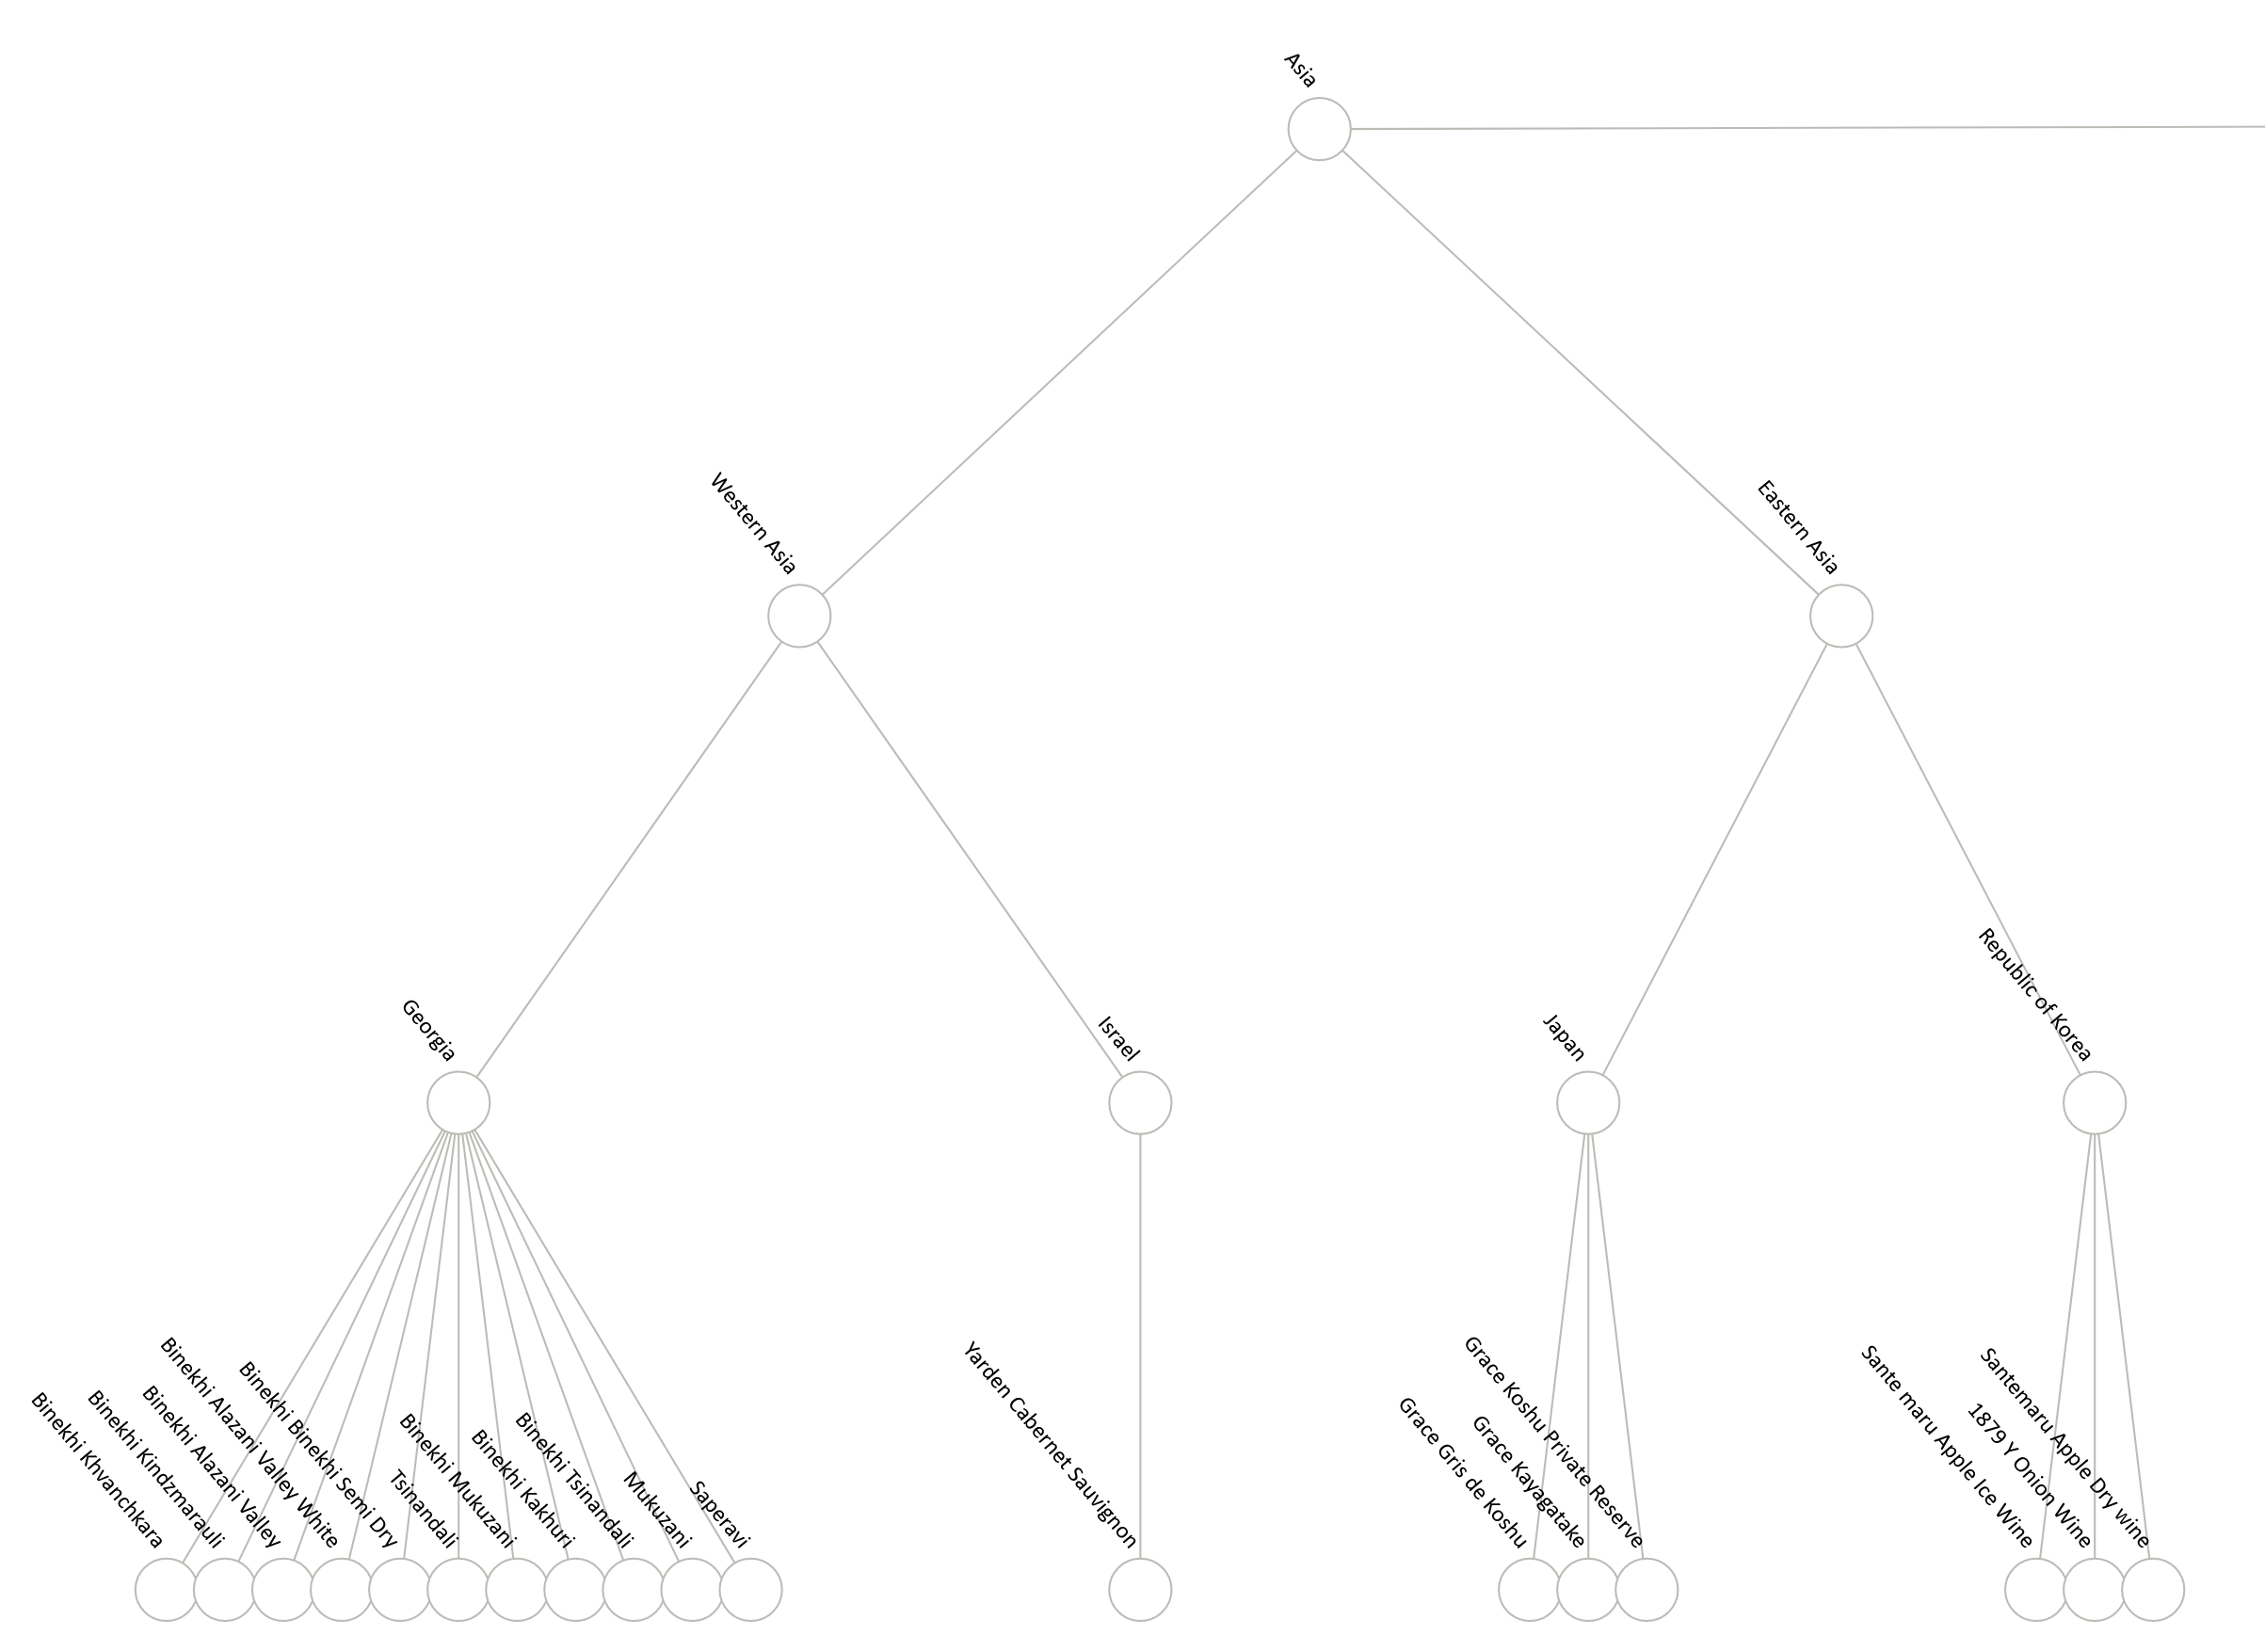 Asia
Western Asia
Eastern Asia
Georgia
Israel
Japan
Republic of Korea
Binekhi Khvanchkara
Binekhi Kindzmarauli
Binekhi Alazani Valley
Binekhi Alazani Valley White
Binekhi Binekhi Semi Dry
Tsinandali
Binekhi Mukuzani
Binekhi Kakhuri
Binekhi Tsinandali
Mukuzani
Saperavi
Yarden Cabernet Sauvignon
Grace Gris de Koshu
Grace Kayagatake
Grace Koshu Private Reserve
Sante maru Apple Ice Wine
1879 Y Onion Wine
Santemaru Apple Dry wine